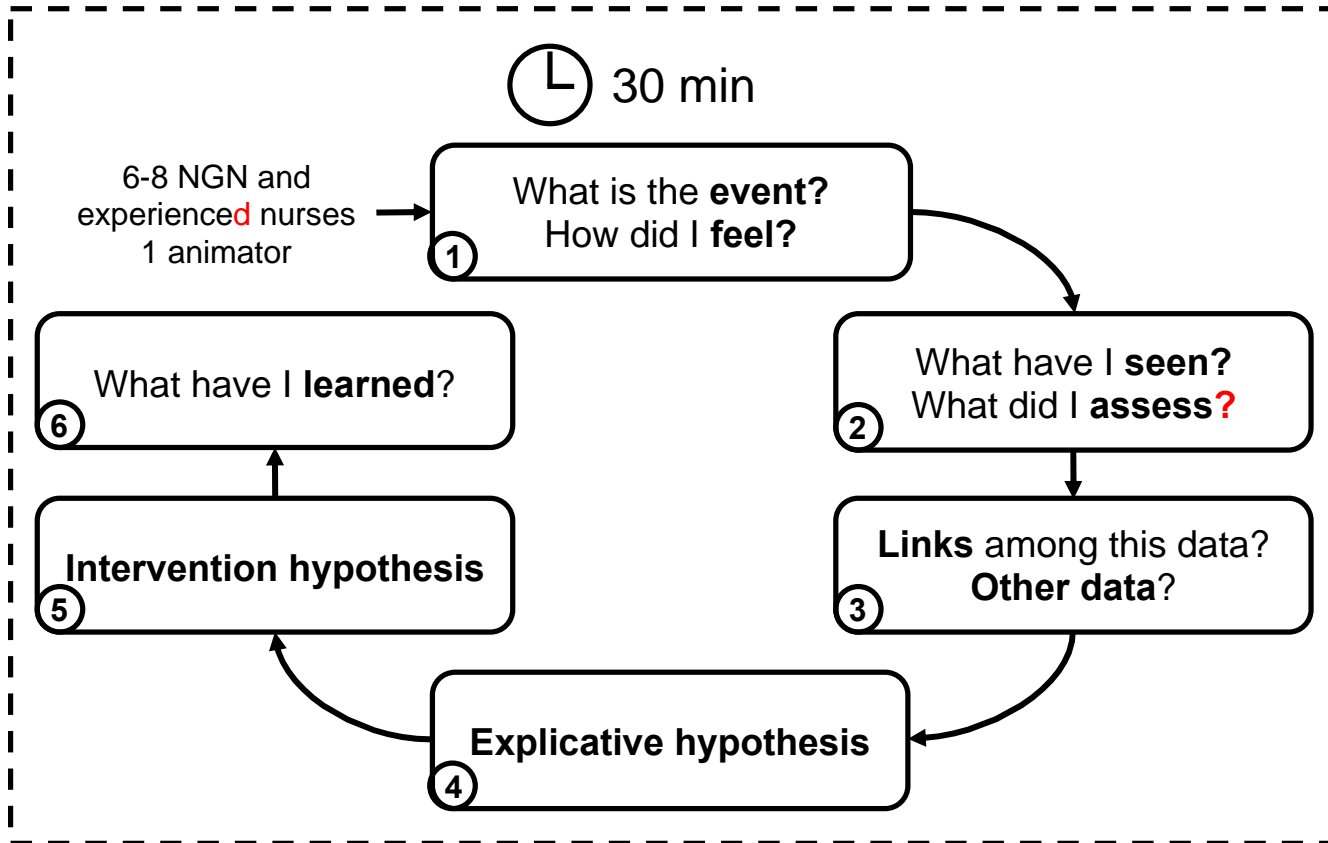 30 min
6-8 NGN and
experienced nurses
1 animator
What is the event?
How did I feel?
1
What have I seen?
What did I assess?
2
Links among this data?
Other data?
3
Explicative hypothesis
4
Intervention hypothesis
5
What have I learned?
6